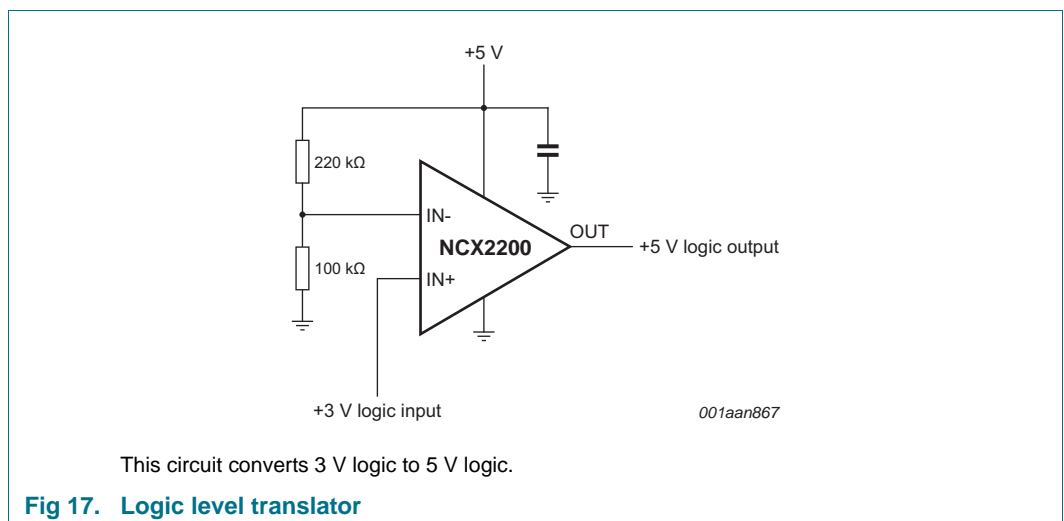 +5 V
220 kΩ
IN-
OUT
NCX2200
+5 V logic output
100 kΩ
IN+
+3 V logic input
001aan867
This circuit converts 3 V logic to 5 V logic.
Fig 17. Logic level translator